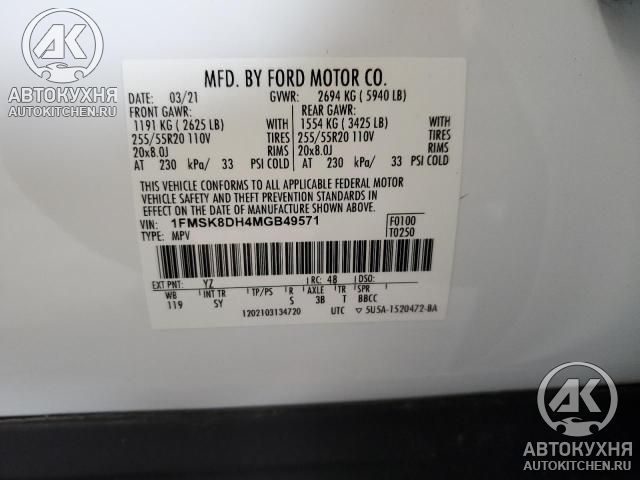 АК
АВТОКУХНЯ
AUTOKITCHEN.RU
MFD. BY FORD MOTOR CO.
DATE: 03/21 GVWR: 2694 KG (5940 LB)
FRONT GAWR: REAR GAWR:
1191 KG (2625 LB) WITH 1554 KG (3425 LB) WITH
255/55R20 110V TIRES 255/55R20 110V TIRES
20x8.0J RIMS 20x8.0J RIMS
AT 230 kPa/ 33 PSI COLD AT 230 kPa/ 33 PSI COLD
THIS VEHICLE CONFORMS TO ALL APPLICABLE FEDERAL MOTOR
VEHICLE SAFETY AND THEFT PREVENTION STANDARDS IN
EFFECT ON THE DATE OF MANUFACTURE SHOWN ABOVE.
VIN: 1FMSK8DH4MGB49571 F0100
TYPE: MPV T0250
EXT PNT: YZ RC: 48 DSO:
WB INT TR TP/PS R AXLE TR SPR
119 SY S 3B T BBCC
1202103134720 UTC ▽ 5U5A-1520472-BA
АК
АВТОКУХНЯ
AUTOKITCHEN.RU